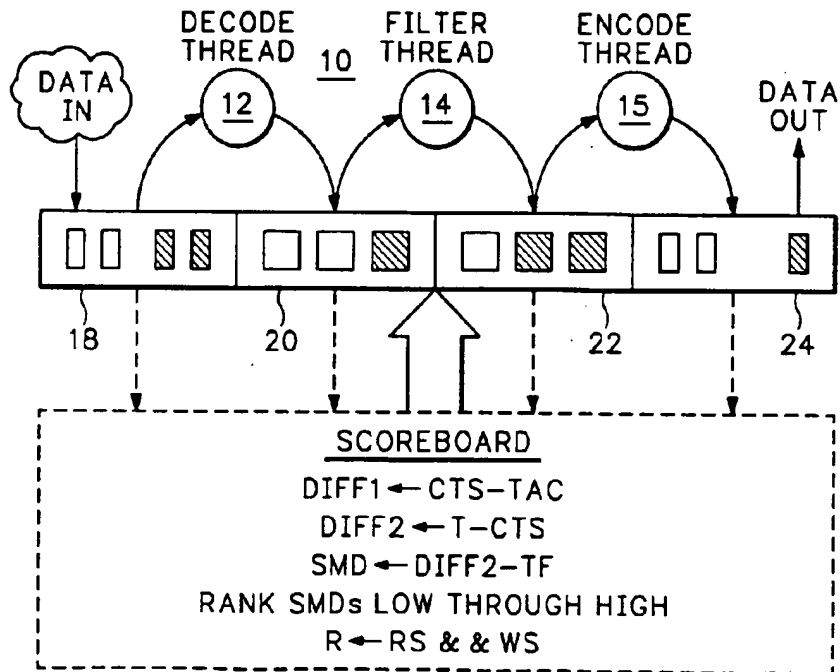 DECODE THREAD
10
FILTER THREAD
ENCODE THREAD
DATA IN
12
14
15
DATA OUT
18
20
22
24
SCOREBOARD
DIFF1←CTS-TAC
DIFF2←T-CTS
SMD←DIFF2-TF
RANK SMDs LOW THROUGH HIGH
R←RS && WS